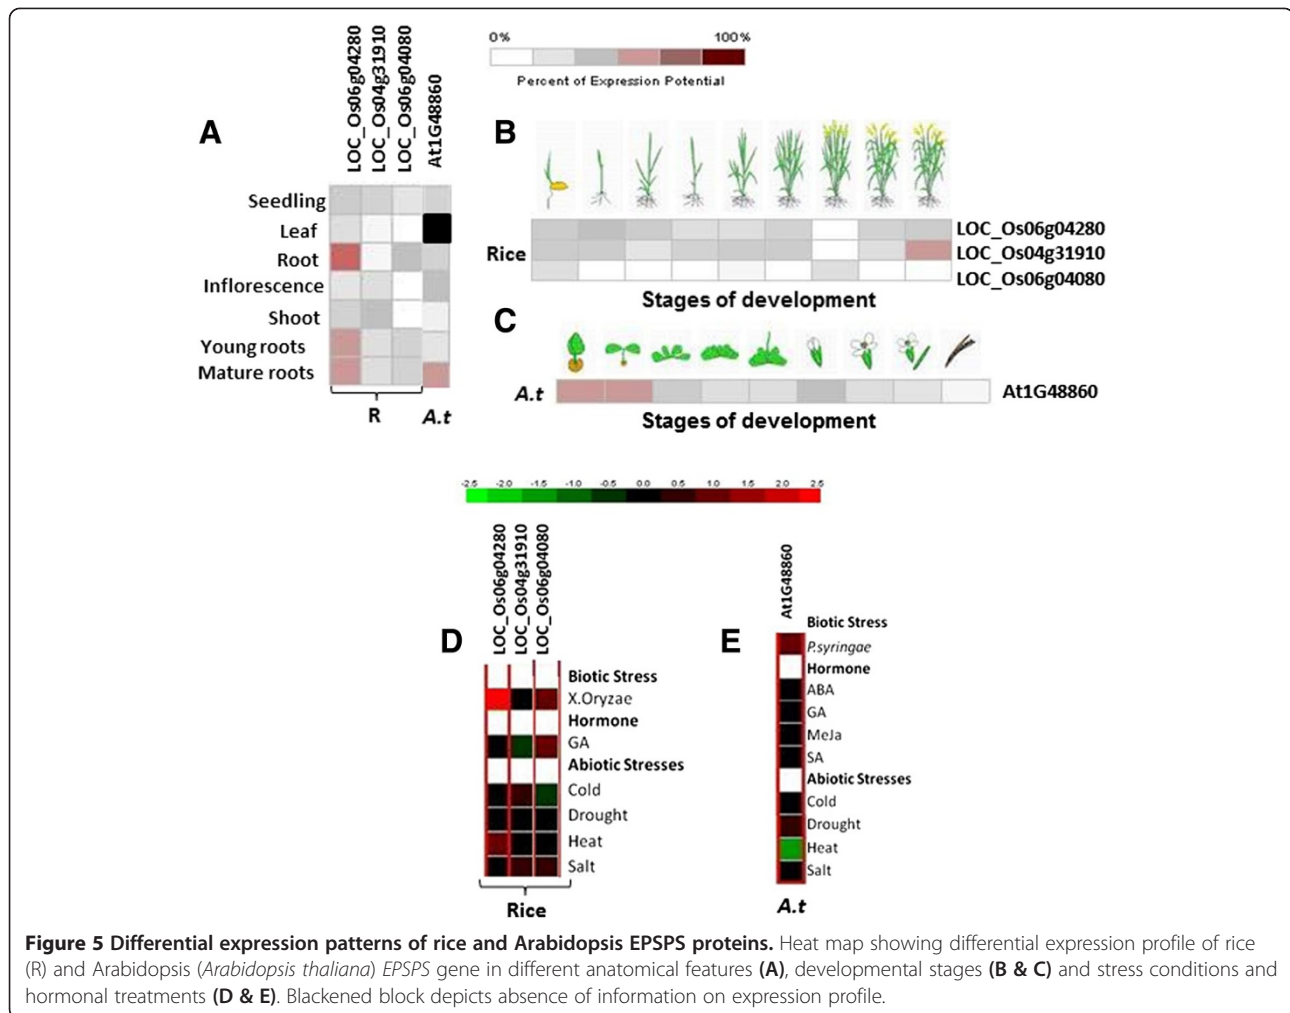 0% 100%
Percent of Expression Potential
LOC_Os06g04280
LOC_Os04g31910
LOC_Os06g04080
At1G48860
A
Seedling
Leaf
Root
Inflorescence
Shoot
Young roots
Mature roots
R A.t
B
Rice
LOC_Os06g04280
LOC_Os04g31910
LOC_Os06g04080
Stages of development
C
A.t
At1G48860
Stages of development
-2.5 -2.0 -1.5 -1.0 -0.5 0.0 0.5 1.0 1.5 2.0 2.5
LOC_Os06g04280
LOC_Os04g31910
LOC_Os06g04080
D
Biotic Stress
X.Oryzae
Hormone
GA
Abiotic Stresses
Cold
Drought
Heat
Salt
Rice
At1G48860
E
Biotic Stress
P.syringae
Hormone
ABA
GA
MeJa
SA
Abiotic Stresses
Cold
Drought
Heat
Salt
A.t
Figure 5 Differential expression patterns of rice and Arabidopsis EPSPS proteins. Heat map showing differential expression profile of rice
(R) and Arabidopsis (Arabidopsis thaliana) EPSPS gene in different anatomical features (A), developmental stages (B & C) and stress conditions and
hormonal treatments (D & E). Blackened block depicts absence of information on expression profile.